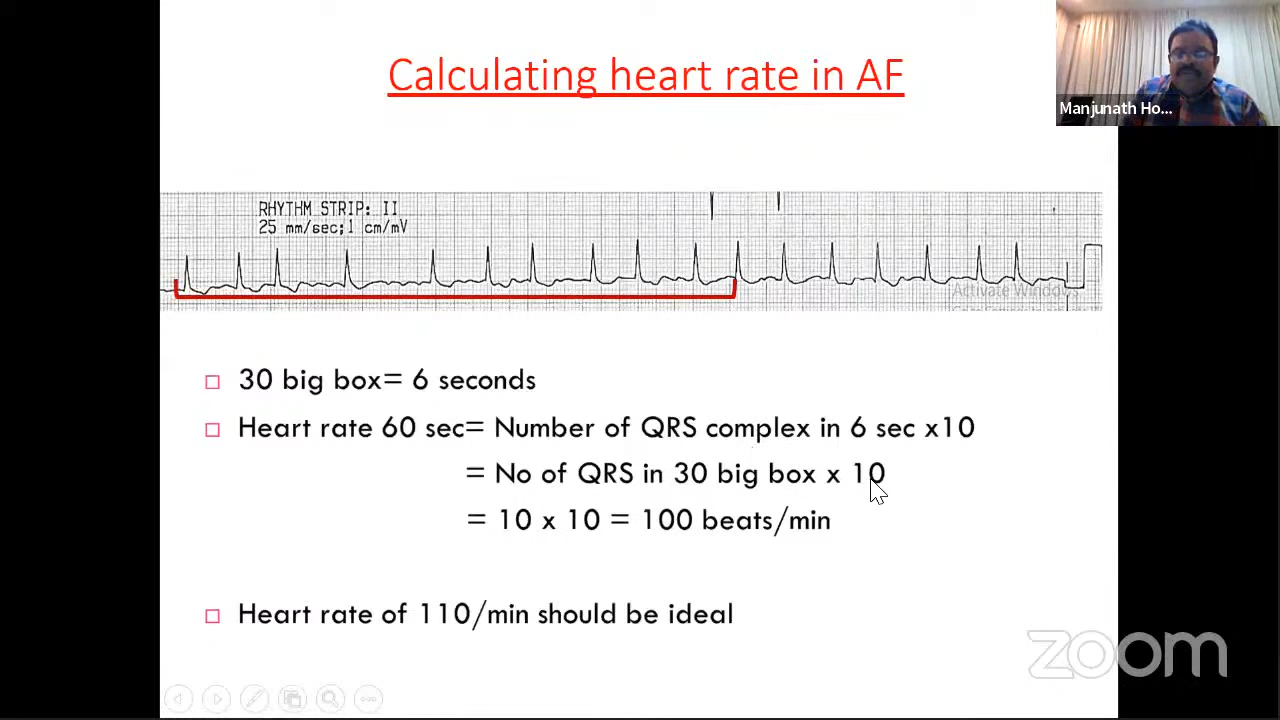 Calculating heart rate in AF
Manjunath Ho...
RHYTHM STRIP: II
25 mm/sec;1 cm/mV
Activate Windows
30 big box= 6 seconds
Heart rate 60 sec= Number of QRS complex in 6 sec x10
= No of QRS in 30 big box x 10
= 10 x 10 = 100 beats/min
Heart rate of 110/min should be ideal
zoom